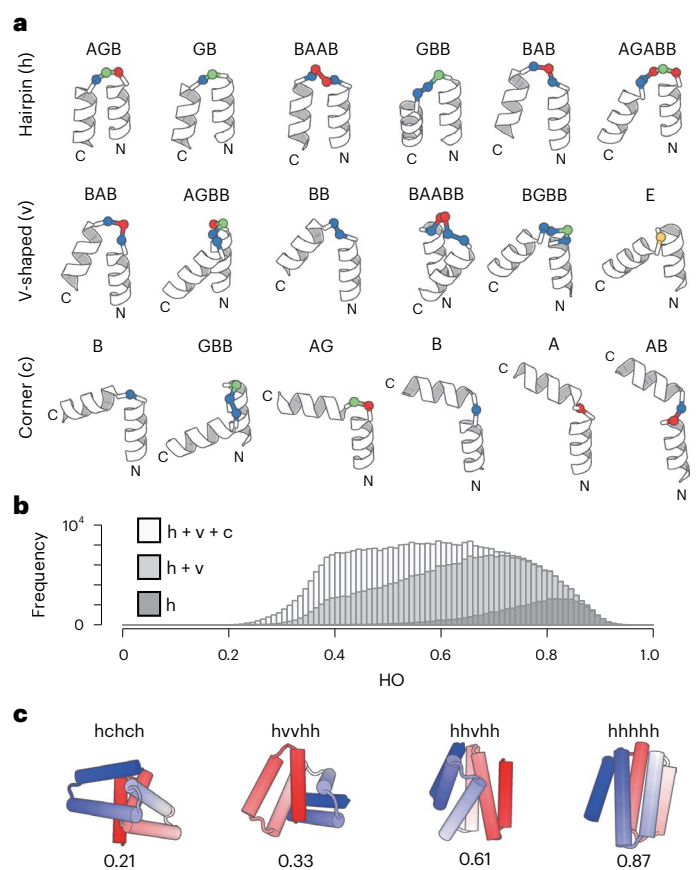 a
Hairpin (h)
AGB GB BAAB GBB BAB AGABB
C N C N C N C N C N C N
V-shaped (v)
BAB AGBB BB BAABB BGBB E
C N C N C N C N C N C N
Corner (c)
B GBB AG B A AB
C N C N C N C N C N C N
b
Frequency
10⁴
0
h + v + c
h + v
h
0 0.2 0.4 0.6 0.8 1.0
HO
c
hchch hvvhh hhvhh hhhhh
0.21 0.33 0.61 0.87